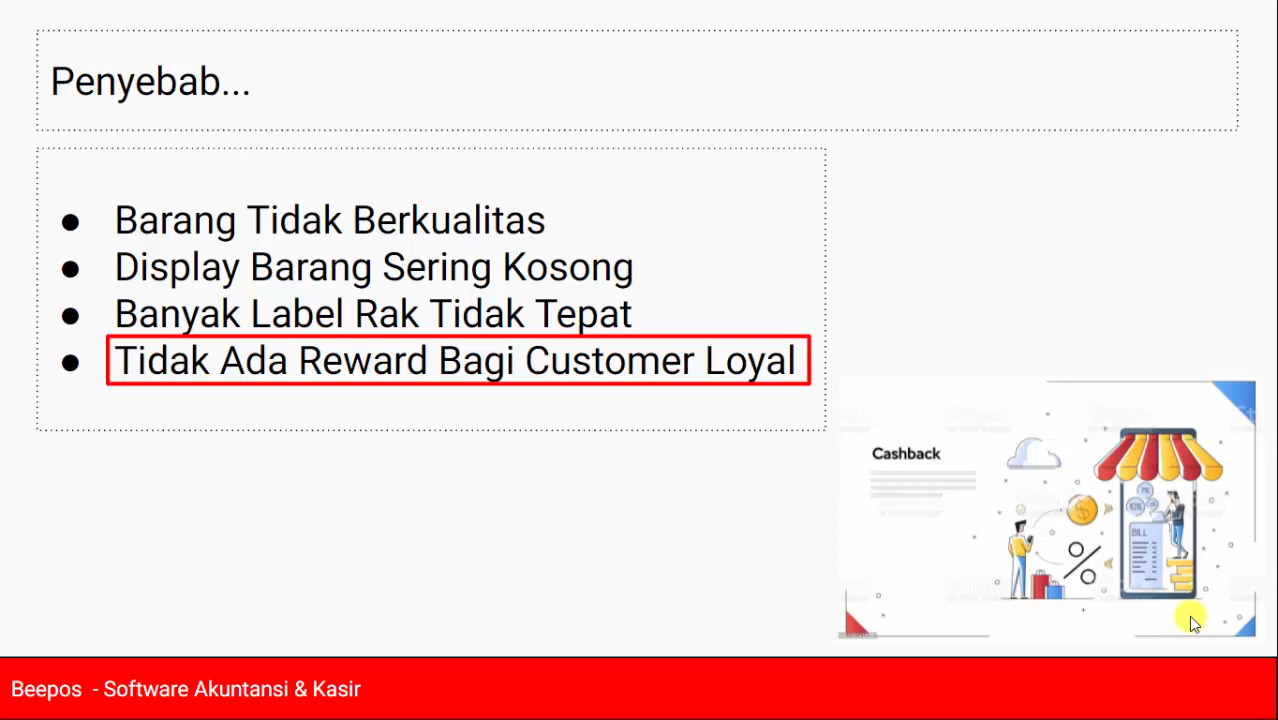 Penyebab...
● Barang Tidak Berkualitas
● Display Barang Sering Kosong
● Banyak Label Rak Tidak Tepat
● Tidak Ada Reward Bagi Customer Loyal
Cashback
BILL
Beepos - Software Akuntansi & Kasir